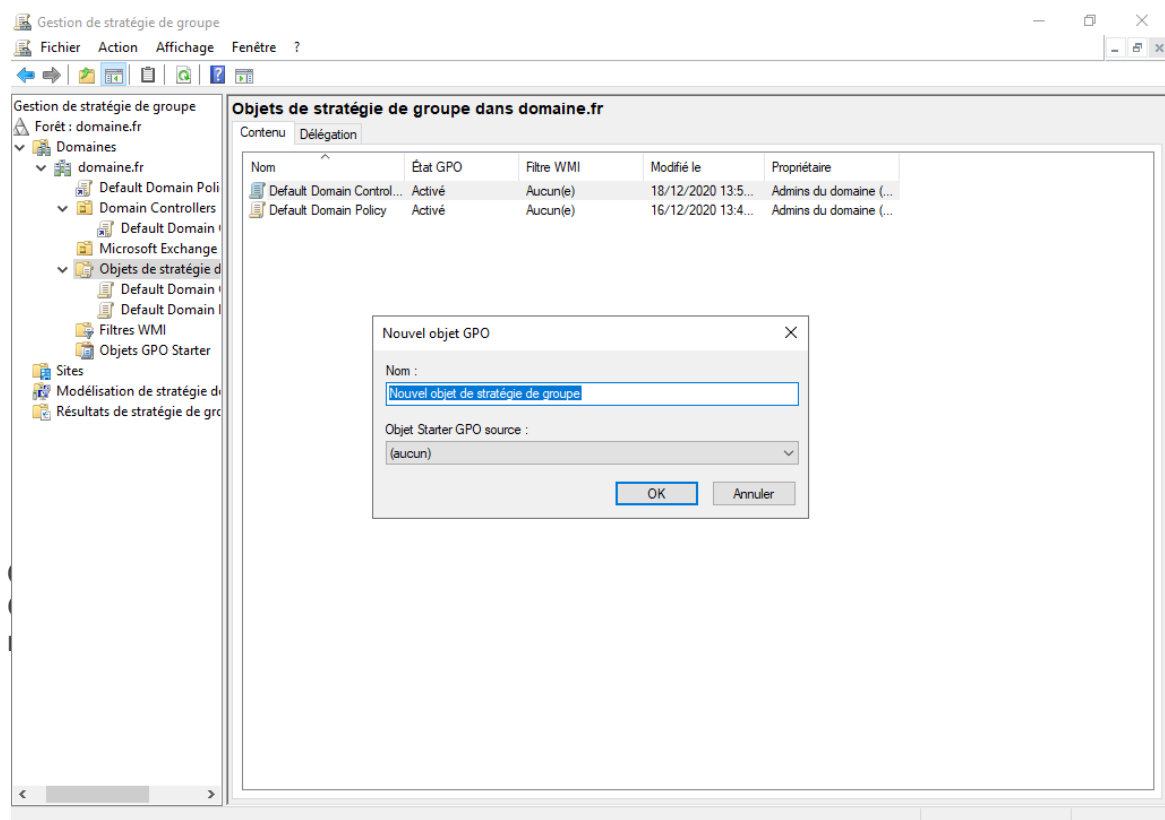 Gestion de stratégie de groupe
Fichier Action Affichage Fenêtre ?
Gestion de stratégie de groupe
Forêt : domaine.fr
Domaines
domaine.fr
Default Domain Poli
Domain Controllers
Default Domain
Microsoft Exchange
Objets de stratégie d
Default Domain
Default Domain
Filtres WMI
Objets GPO Starter
Sites
Modélisation de stratégie de
Résultats de stratégie de gro
Objets de stratégie de groupe dans domaine.fr
Contenu Délégation
Nom État GPO Filtre WMI Modifié le Propriétaire
Default Domain Control... Activé Aucun(e) 18/12/2020 13:5... Admins du domaine (...
Default Domain Policy Activé Aucun(e) 16/12/2020 13:4... Admins du domaine (...
Nouvel objet GPO
Nom :
Nouvel objet de stratégie de groupe
Objet Starter GPO source :
(aucun)
OK Annuler